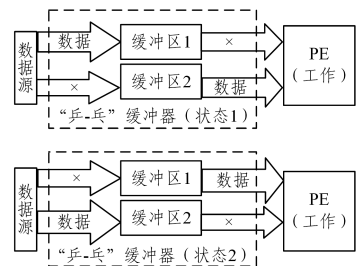 数据源
数据
缓冲区1
×
×
缓冲区2
数据
PE
(工作)
“乒-乓”缓冲器(状态1)
数据源
×
缓冲区1
数据
数据
缓冲区2
×
PE
(工作)
“乒-乓”缓冲器(状态2)